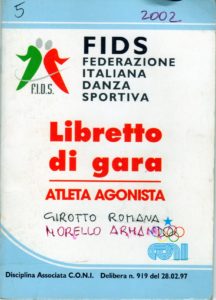 5
2002
F.I.D.S.
FIDS
FEDERAZIONE
ITALIANA
DANZA
SPORTIVA
Libretto
di gara
ATLETA AGONISTA
GIROTTO ROMANA
MORELLO ARMANDO
CONI
Disciplina Associata C.O.N.I. Delibera n. 919 del 28.02.97